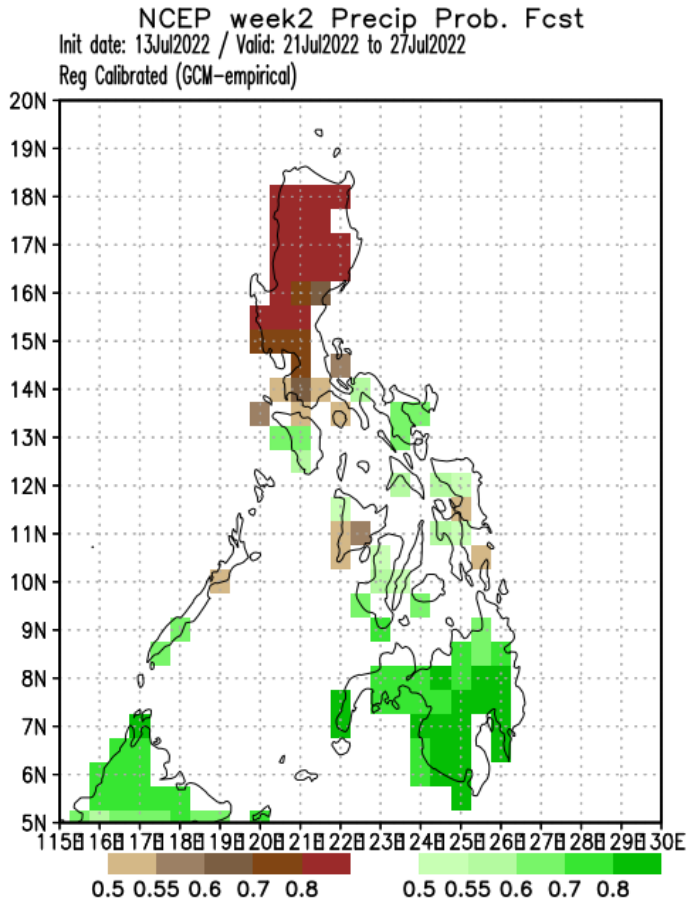 NCEP week2 Precip Prob. Fcst
Init date: 13Jul2022 / Valid: 21Jul2022 to 27Jul2022
Reg Calibrated (GCM-empirical)
20N
19N
18N
17N
16N
15N
14N
13N
12N
11N
10N
9N
8N
7N
6N
5N
0.5 0.55 0.6 0.7 0.8 0.5 0.55 0.6 0.7 0.8